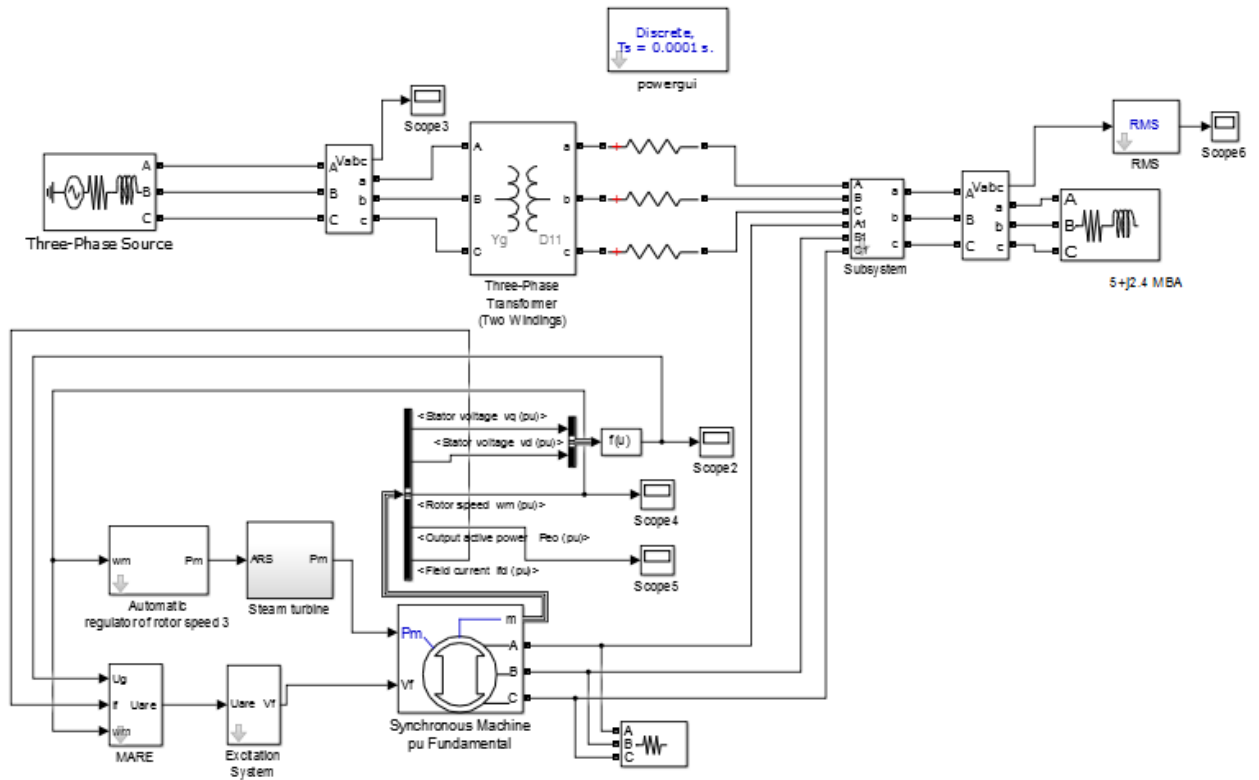 Discrete,
Ts = 0.0001 s.
powergui
Scope3
RMS
RMS
Scope6
A
B
C
Three-Phase Source
Vabc
A
a
B
b
C
c
A
B
C
a
b
c
Yg
D11
Three-Phase
Transformer
(Two Windings)
A
B
C
A1
B1
C1
a
b
c
Subsystem
Vabc
A
a
B
b
C
c
A
B
C
5+j2.4 MBA
<Stator voltage vq (pu)>
<Stator voltage vd (pu)>
f(u)
Scope2
<Rotor speed wm (pu)>
Scope4
<Output active power Peo (pu)>
<Field current ifd (pu)>
Scope5
wm
Pm
Automatic
regulator of rotor speed 3
ARS
Pm
Steam turbine
Pm
m
A
B
C
Vf
Synchronous Machine
pu Fundamental
Ug
If
Uare
wm
MARE
Uare
Vf
Excitation
System
A
B
C